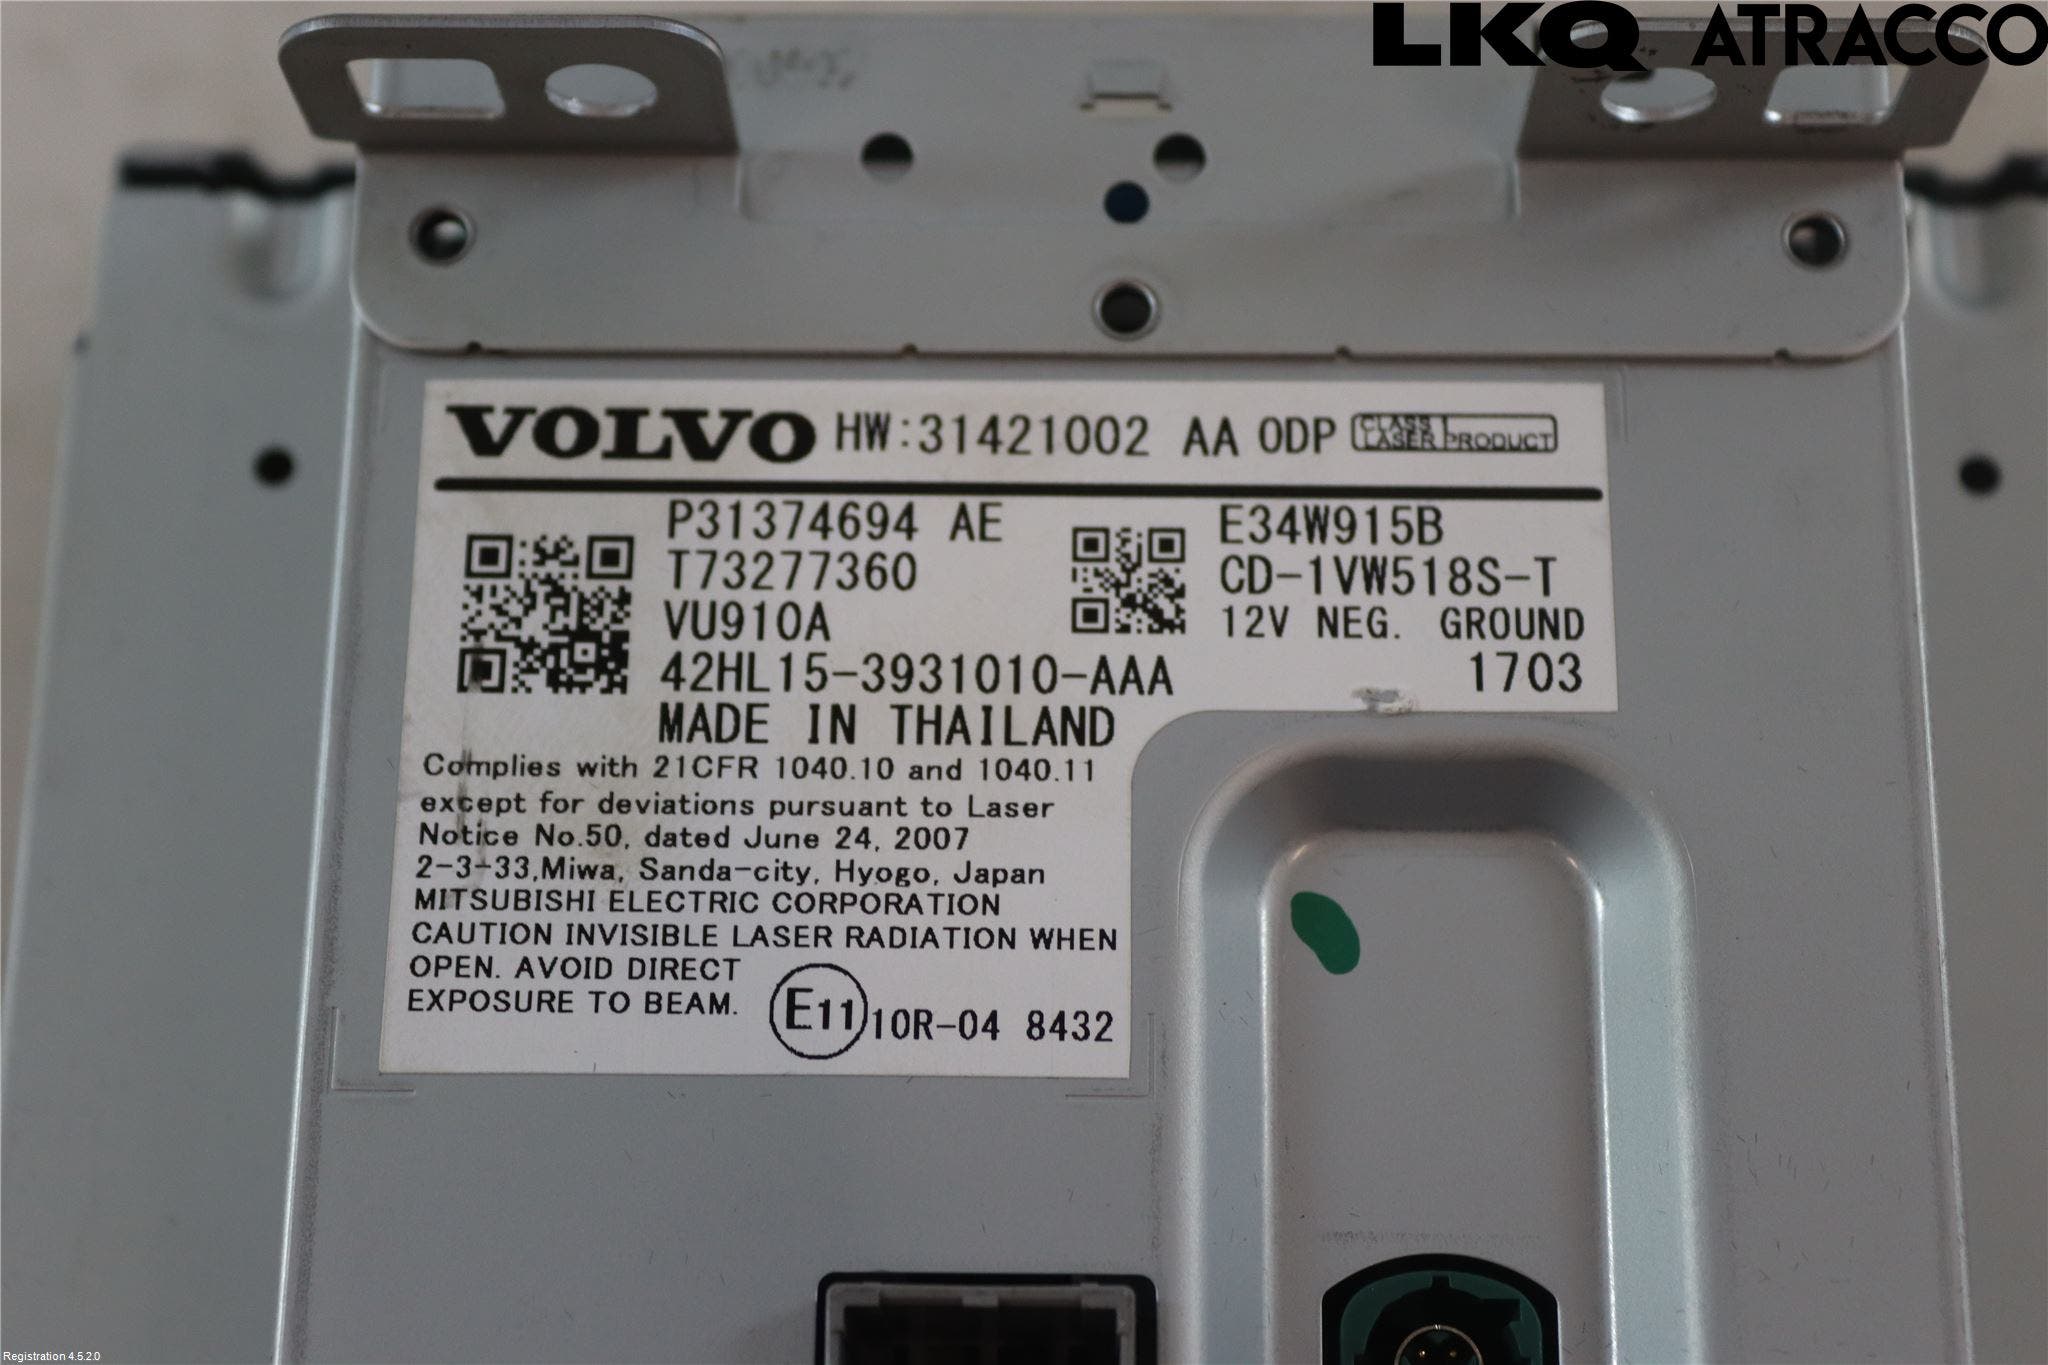 LKQ ATRACCO
VOLVO HW:31421002 AA ODP CLASS 1 LASER PRODUCT
P31374694 AE
E34W915B
T73277360
CD-1VW518S-T
VU910A
12V NEG. GROUND
42HL15-3931010-AAA
1703
MADE IN THAILAND
Complies with 21CFR 1040.10 and 1040.11
except for deviations pursuant to Laser
Notice No.50, dated June 24, 2007
2-3-33,Miwa, Sanda-city, Hyogo, Japan
MITSUBISHI ELECTRIC CORPORATION
CAUTION INVISIBLE LASER RADIATION WHEN
OPEN. AVOID DIRECT
EXPOSURE TO BEAM.
E11 10R-04 8432
Registration 4.5.2.0